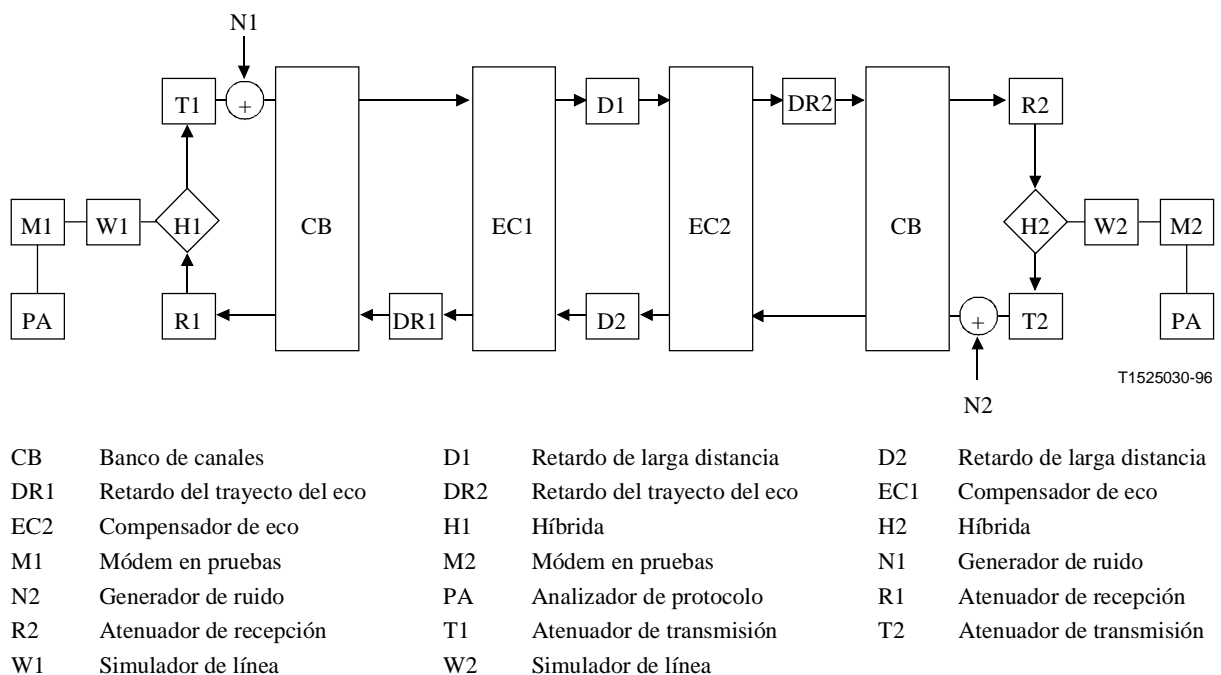 N1
T1 + D1 DR2 R2
M1 W1 H1 CB EC1 EC2 CB H2 W2 M2
PA R1 DR1 D2 + T2 PA
T1525030-96
N2
CB Banco de canales D1 Retardo de larga distancia D2 Retardo de larga distancia
DR1 Retardo del trayecto del eco DR2 Retardo del trayecto del eco EC1 Compensador de eco
EC2 Compensador de eco H1 Híbrida H2 Híbrida
M1 Módem en pruebas M2 Módem en pruebas N1 Generador de ruido
N2 Generador de ruido PA Analizador de protocolo R1 Atenuador de recepción
R2 Atenuador de recepción T1 Atenuador de transmisión T2 Atenuador de transmisión
W1 Simulador de línea W2 Simulador de línea